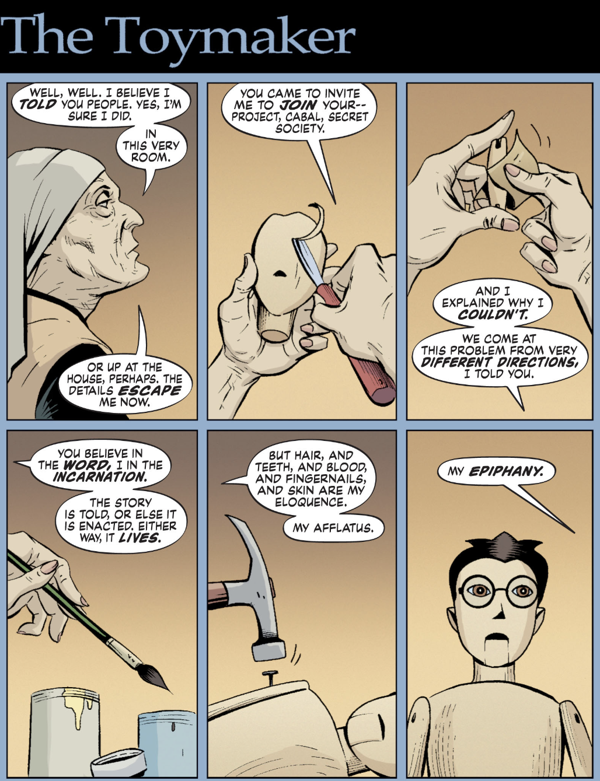 The Toymaker
WELL, WELL. I BELIEVE I
TOLD YOU PEOPLE. YES, I'M
SURE I DID.
IN
THIS VERY
ROOM.
OR UP AT THE
HOUSE, PERHAPS. THE
DETAILS ESCAPE
ME NOW.
YOU CAME TO INVITE
ME TO JOIN YOUR--
PROJECT, CABAL, SECRET
SOCIETY.
AND I
EXPLAINED WHY I
COULDN'T.
WE COME AT
THIS PROBLEM FROM VERY
DIFFERENT DIRECTIONS,
I TOLD YOU.
YOU BELIEVE IN
THE WORD, I IN THE
INCARNATION.
THE STORY
IS TOLD, OR ELSE IT
IS ENACTED. EITHER
WAY, IT LIVES.
BUT HAIR, AND
TEETH, AND BLOOD,
AND FINGERNAILS,
AND SKIN ARE MY
ELOQUENCE.
MY AFFLATUS.
MY EPIPHANY.